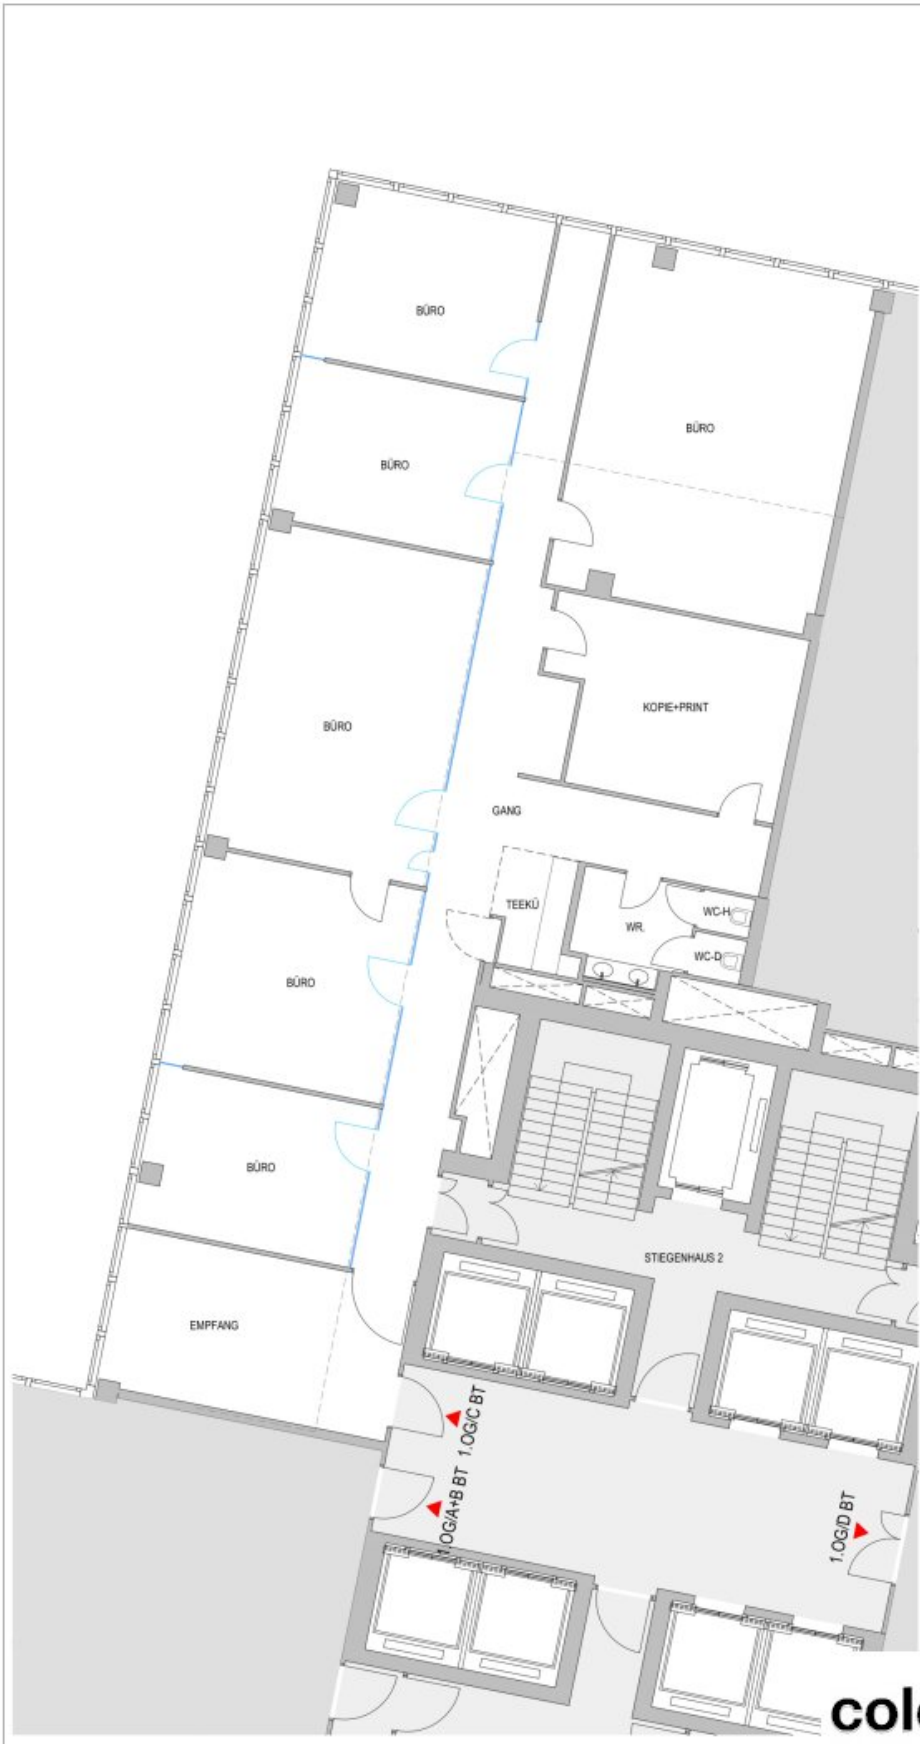 BÜRO
BÜRO
BÜRO
BÜRO
KOPIE+PRINT
GANG
TEEKÜ
WR.
WC-H
WC-D
BÜRO
BÜRO
STIEGENHAUS 2
EMPFANG
1.OG/C BT
1.OG/A+B BT
1.OG/D BT